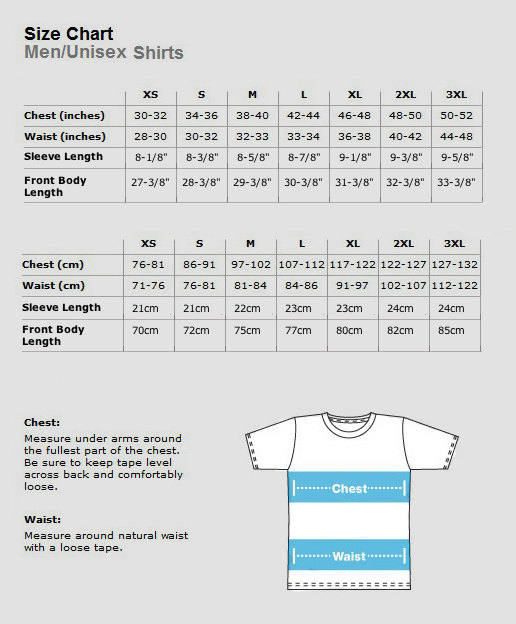 Size Chart
Men/Unisex Shirts
XS S M L XL 2XL 3XL
Chest (inches) 30-32 34-36 38-40 42-44 46-48 48-50 50-52
Waist (inches) 28-30 30-32 32-33 33-34 36-38 40-42 44-48
Sleeve Length 8-1/8" 8-3/8" 8-5/8" 8-7/8" 9-1/8" 9-3/8" 9-5/8"
Front Body Length 27-3/8" 28-3/8" 29-3/8" 30-3/8" 31-3/8" 32-3/8" 33-3/8"
XS S M L XL 2XL 3XL
Chest (cm) 76-81 86-91 97-102 107-112 117-122 122-127 127-132
Waist (cm) 71-76 76-81 81-84 84-86 91-97 102-107 112-122
Sleeve Length 21cm 21cm 22cm 23cm 23cm 24cm 24cm
Front Body Length 70cm 72cm 75cm 77cm 80cm 82cm 85cm
Chest:
Measure under arms around
the fullest part of the chest.
Be sure to keep tape level
across back and comfortably
loose.
Waist:
Measure around natural waist
with a loose tape.
Chest
Waist